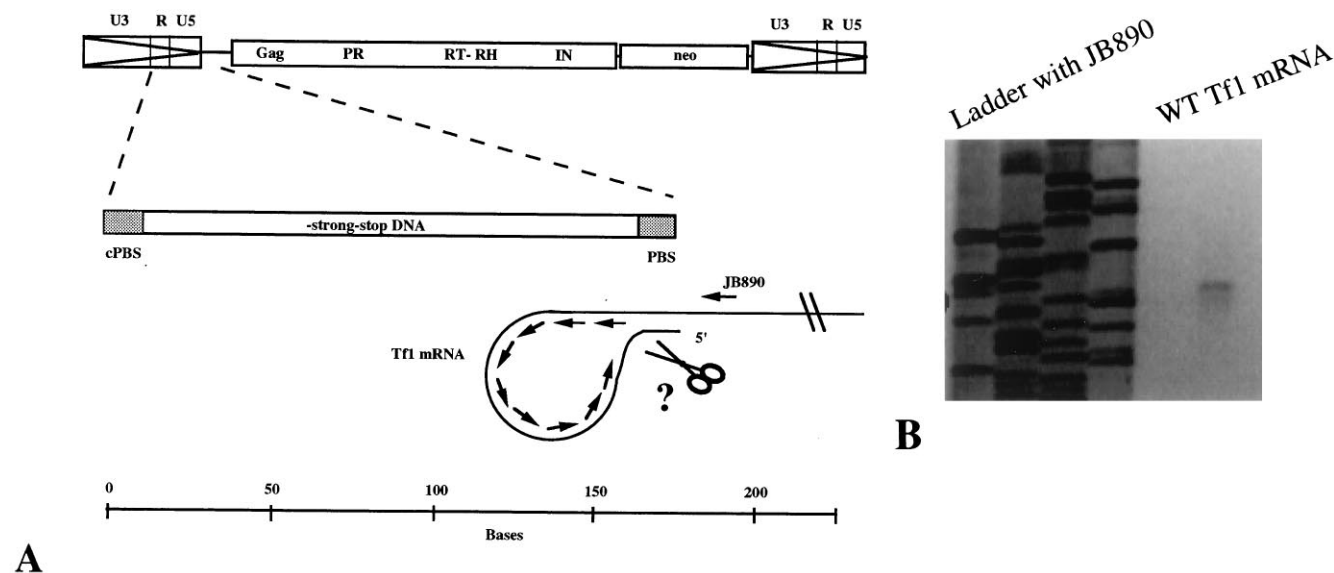 U3 R U5
U3 R U5
Gag PR RT- RH IN neo
-strong-stop DNA
cPBS
PBS
JB890
5'
Tf1 mRNA
?
0 50 100 150 200
Bases
A
Ladder with JB890
WT Tf1 mRNA
B